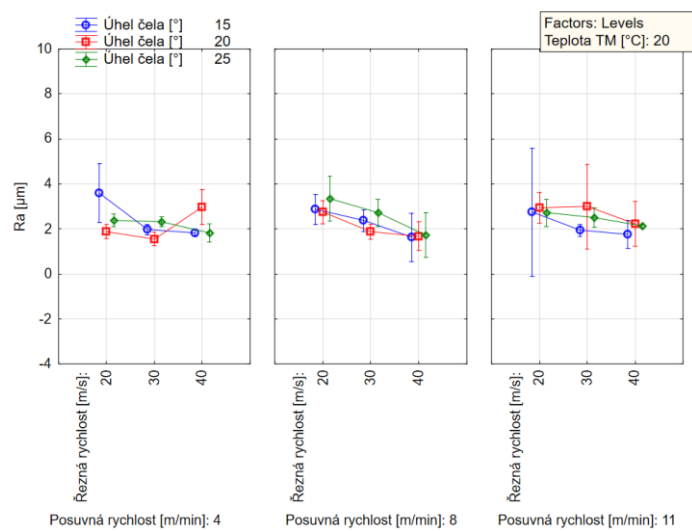 Úhel čela [°] 15
Úhel čela [°] 20
Úhel čela [°] 25
Factors: Levels
Teplota TM [°C]: 20
Ra [µm]
10
8
6
4
2
0
-2
-4
Řezná rychlost [m/s]:
20
30
40
Řezná rychlost [m/s]:
20
30
40
Řezná rychlost [m/s]:
20
30
40
Posuvná rychlost [m/min]: 4
Posuvná rychlost [m/min]: 8
Posuvná rychlost [m/min]: 11